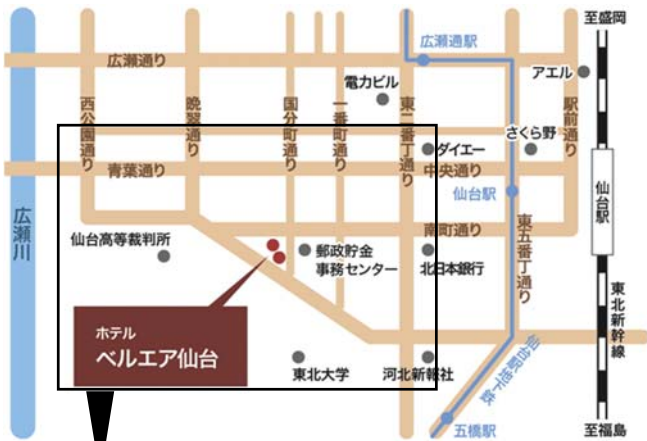 至盛岡
広瀬通駅
広瀬通り
アエル
電力ビル
西公園通り
晩翠通り
国分町通り
一番町通り
東二番丁通り
駅前通り
さくら野
ダイエー
青葉通り
中央通り
仙台駅
仙台駅
広瀬川
南町通り
東五番丁通り
仙台高等裁判所
郵政貯金
事務センター
北日本銀行
東北新幹線
ホテル
ベルエア仙台
仙台駅地下鉄
東北大学
河北新報社
五橋駅
至福島